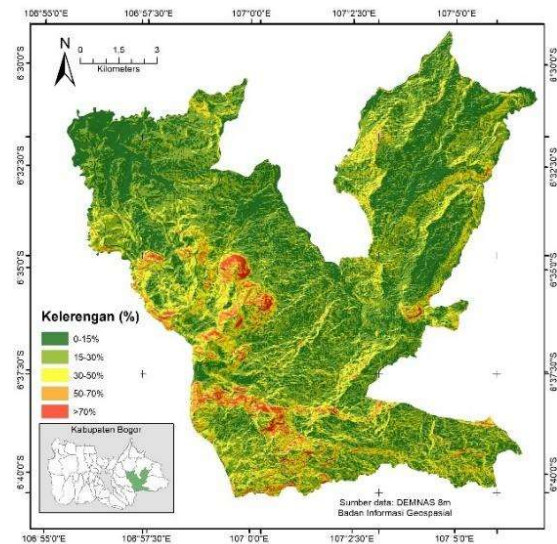 106°55'0"E 106°57'30"E 107°0'E 107°2'30"E 107°5'E
N
0 1,5 3
Kilometers
6°30'0"S
6°30'0"S
6°32'30"S
6°32'30"S
6°35'0"S
6°35'0"S
Kelerengan (%)
0-15%
15-30%
30-50%
50-70%
>70%
6°37'30"S
6°37'30"S
Kabupaten Bogor
6°40'0"S
6°40'0"S
Sumber data: DEMNAS 8m
Badan Informasi Geospasial
106°55'0"E 106°57'30"E 107°0'E 107°2'30"E 107°5'E